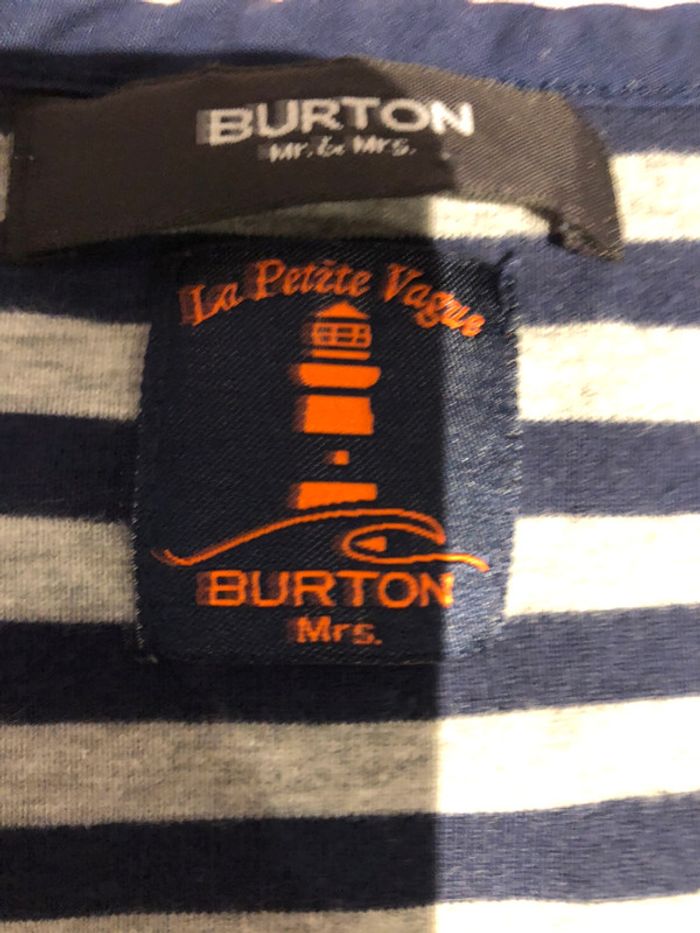 BURTON
Mr. & Mrs.
La Petite Vague
BURTON
Mrs.